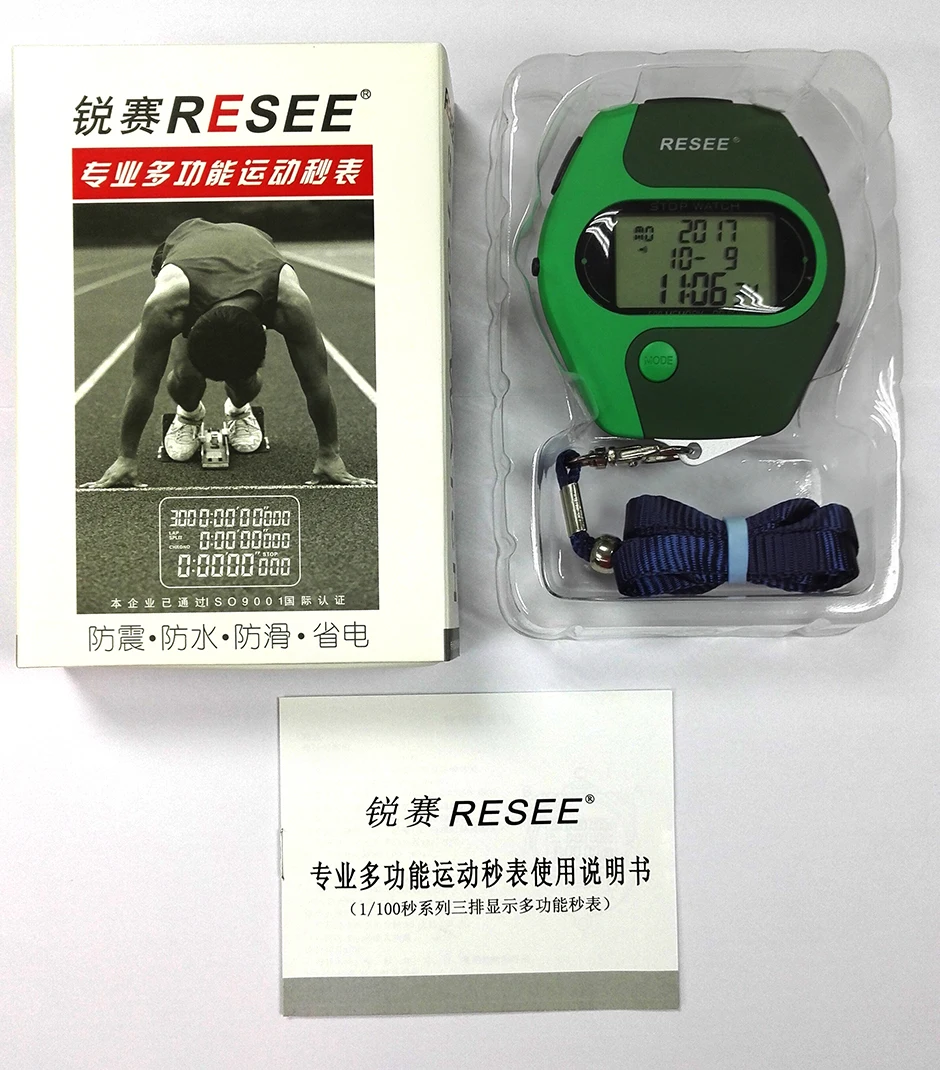 锐赛RESEE®
专业多功能运动秒表
300 0:00'00"000
LAP
SPLIT
0:00'00"000
CHRONO
STOP
0:00'00"000
本企业已通过ISO9001国际认证
防震·防水·防滑·省电
RESEE®
STOP WATCH
MO 2017
10- 9
11:06
MODE
锐赛RESEE®
专业多功能运动秒表使用说明书
(1/100秒系列三排显示多功能秒表)